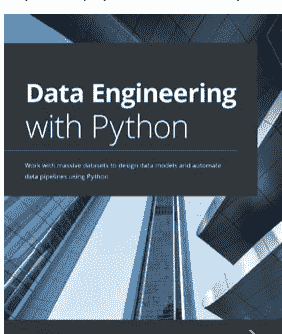 Data Engineering
with Python
Work with massive datasets to design data models and automate
data pipelines using Python